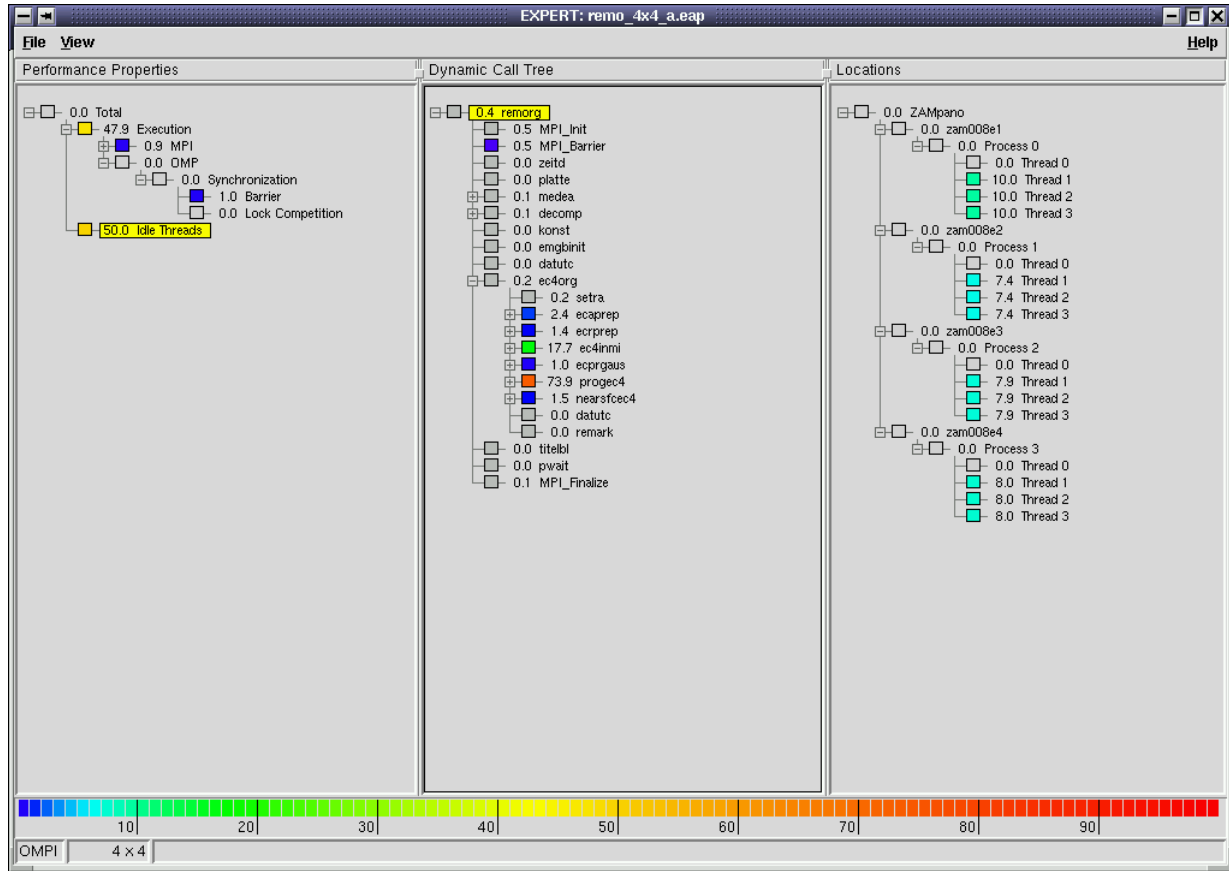 EXPERT: remo_4x4_a.eap
File View Help
Performance Properties
0.0 Total
47.9 Execution
0.9 MPI
0.0 OMP
0.0 Synchronization
1.0 Barrier
0.0 Lock Competition
50.0 Idle Threads
Dynamic Call Tree
0.4 remorg
0.5 MPI_Init
0.5 MPI_Barrier
0.0 zeitd
0.0 platte
0.1 medea
0.1 decomp
0.0 konst
0.0 emgbinit
0.0 datutc
0.2 ec4org
0.2 setra
2.4 ecaprep
1.4 ecrprep
17.7 ec4inmi
1.0 ecprgaus
73.9 progec4
1.5 nearsfcec4
0.0 datutc
0.0 remark
0.0 titelbl
0.0 pwait
0.1 MPI_Finalize
Locations
0.0 ZAMpano
0.0 zam008e1
0.0 Process 0
0.0 Thread 0
10.0 Thread 1
10.0 Thread 2
10.0 Thread 3
0.0 zam008e2
0.0 Process 1
0.0 Thread 0
7.4 Thread 1
7.4 Thread 2
7.4 Thread 3
0.0 zam008e3
0.0 Process 2
0.0 Thread 0
7.9 Thread 1
7.9 Thread 2
7.9 Thread 3
0.0 zam008e4
0.0 Process 3
0.0 Thread 0
8.0 Thread 1
8.0 Thread 2
8.0 Thread 3
10 20 30 40 50 60 70 80 90
OMPI 4 x 4